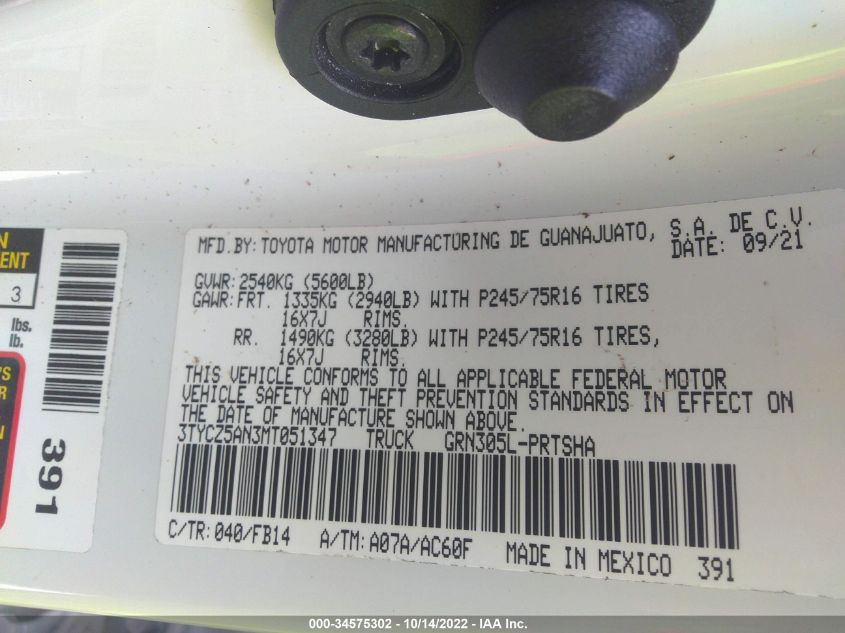 MFD.BY: TOYOTA MOTOR MANUFACTURING DE GUANAJUATO, S.A. DE C.V.
DATE: 09/21
GVWR: 2540KG (5600LB)
GAWR: FRT. 1335KG (2940LB) WITH P245/75R16 TIRES
16X7J RIMS.
RR. 1490KG (3280LB) WITH P245/75R16 TIRES,
16X7J RIMS.
THIS VEHICLE CONFORMS TO ALL APPLICABLE FEDERAL MOTOR
VEHICLE SAFETY AND THEFT PREVENTION STANDARDS IN EFFECT ON
THE DATE OF MANUFACTURE SHOWN ABOVE.
3TYCZ5AN3MT051347 TRUCK GRN305L-PRTSHA
C/TR: 040/FB14 A/TM: A07A/AC60F MADE IN MEXICO 391
3
lbs.
lb.
391
000-34575302 - 10/14/2022 - IAA Inc.